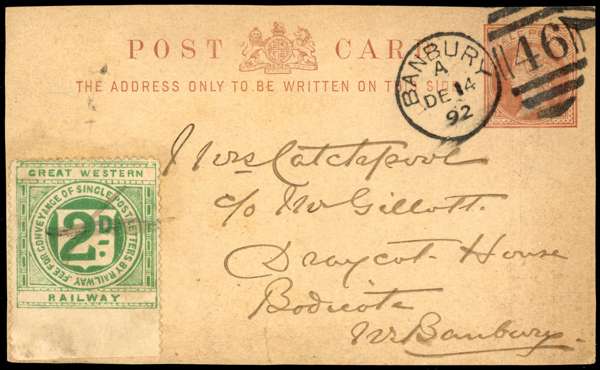 POST CARD
THE ADDRESS ONLY TO BE WRITTEN ON THIS SIDE
BANBURY
A
DE 14
92
46
Mrs Catchpool
c/o Mr Gillott.
Draycot House
Bodicote
Nr Banbury.
GREAT WESTERN
FEE FOR CONVEYANCE OF SINGLE POST LETTERS BY RAILWAY
2D
RAILWAY